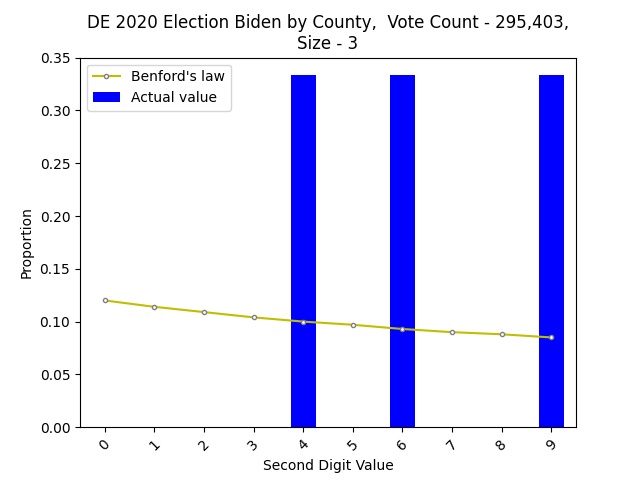 DE 2020 Election Biden by County,  Vote Count - 295,403,
Size - 3
Benford's law
Actual value
Proportion
0.35
0.30
0.25
0.20
0.15
0.10
0.05
0.00
0 1 2 3 4 5 6 7 8 9
Second Digit Value